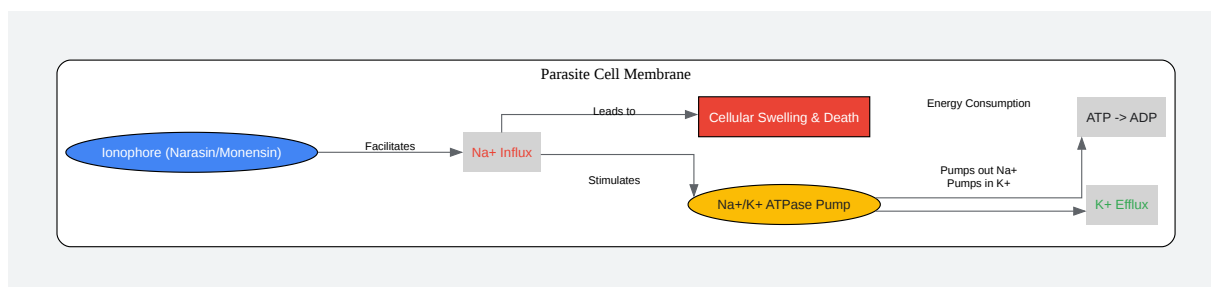 Parasite Cell Membrane
Ionophore (Narasin/Monensin)
Facilitates
Na+ Influx
Leads to
Cellular Swelling & Death
Stimulates
Na+/K+ ATPase Pump
Energy Consumption
ATP -> ADP
Pumps out Na+
Pumps in K+
K+ Efflux